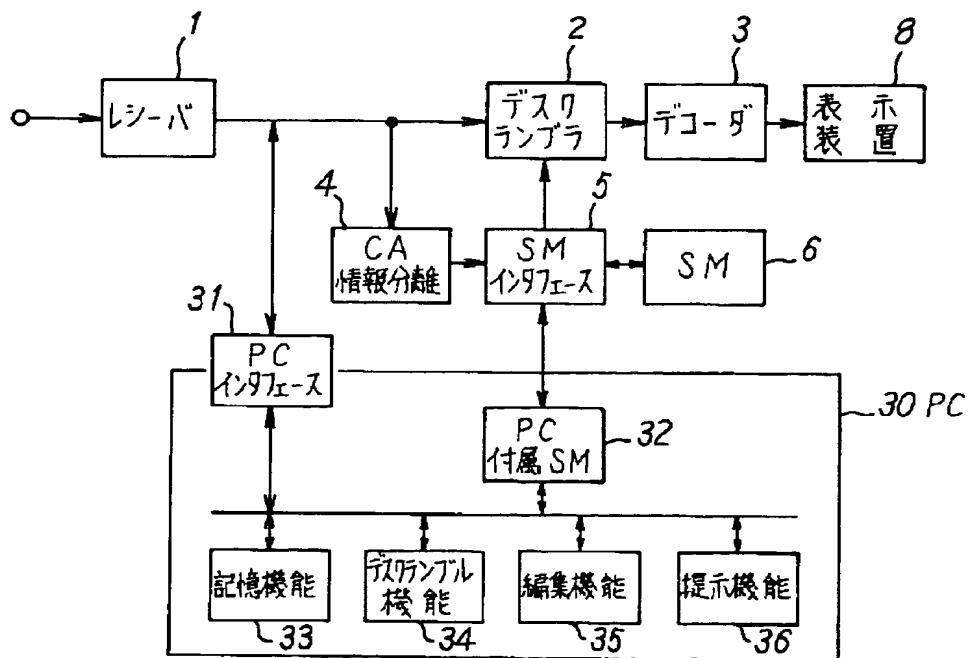 1
レシーバ
2
デスク
ランブラ
3
デコーダ
8
表示
装置
4
CA
情報分離
5
SM
インタフェース
6
SM
31
PC
インタフェース
30 PC
32
PC
付属SM
33
記憶機能
34
デスクランブル
機能
35
編集機能
36
提示機能